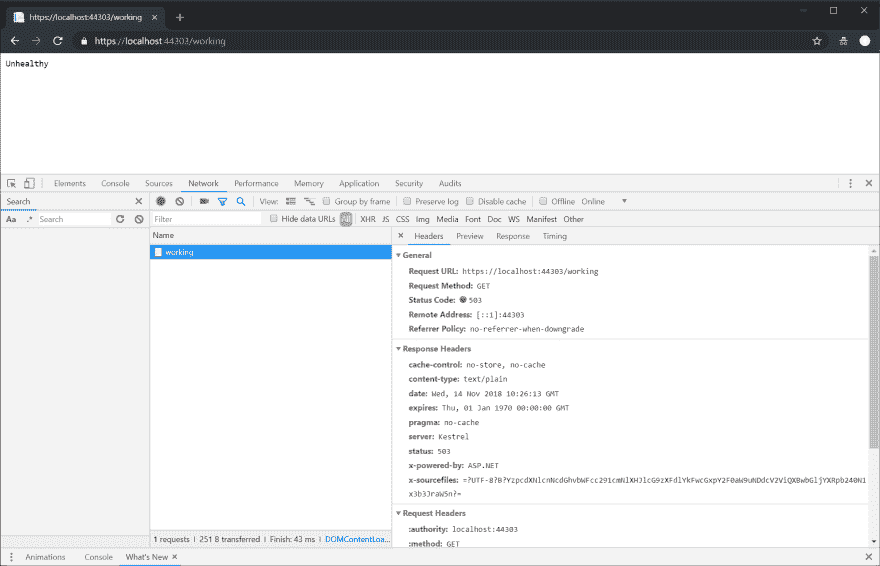 https://localhost:44303/working
https://localhost:44303/working
Unhealthy
Elements Console Sources Network Performance Memory Application Security Audits
Search
View: Group by frame Preserve log Disable cache Offline Online
Aa .* Search
Filter Hide data URLs All XHR JS CSS Img Media Font Doc WS Manifest Other
Name
Headers Preview Response Timing
working
General
Request URL: https://localhost:44303/working
Request Method: GET
Status Code: 503
Remote Address: [::1]:44303
Referrer Policy: no-referrer-when-downgrade
Response Headers
cache-control: no-store, no-cache
content-type: text/plain
date: Wed, 14 Nov 2018 10:26:13 GMT
expires: Thu, 01 Jan 1970 00:00:00 GMT
pragma: no-cache
server: Kestrel
status: 503
x-powered-by: ASP.NET
x-sourcefiles:
Request Headers
:authority: localhost:44303
:method: GET
1 requests | 251 B transferred | Finish: 43 ms | DOMContentLoa...
Animations Console What's New